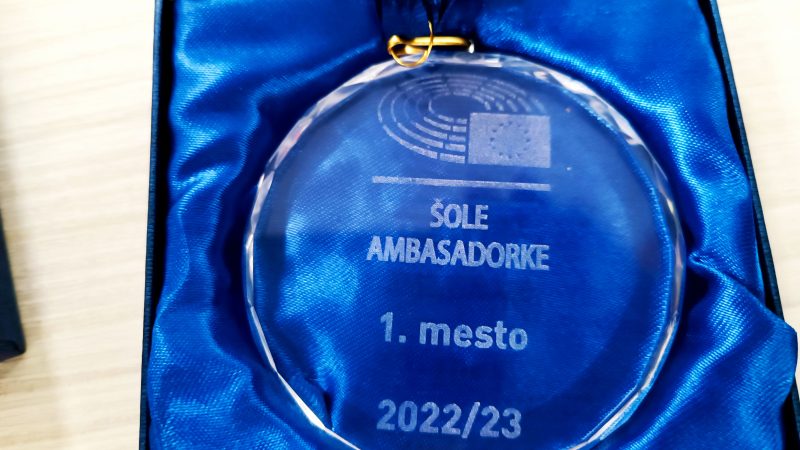 ŠOLE
AMBASADORKE
1. mesto
2022/23